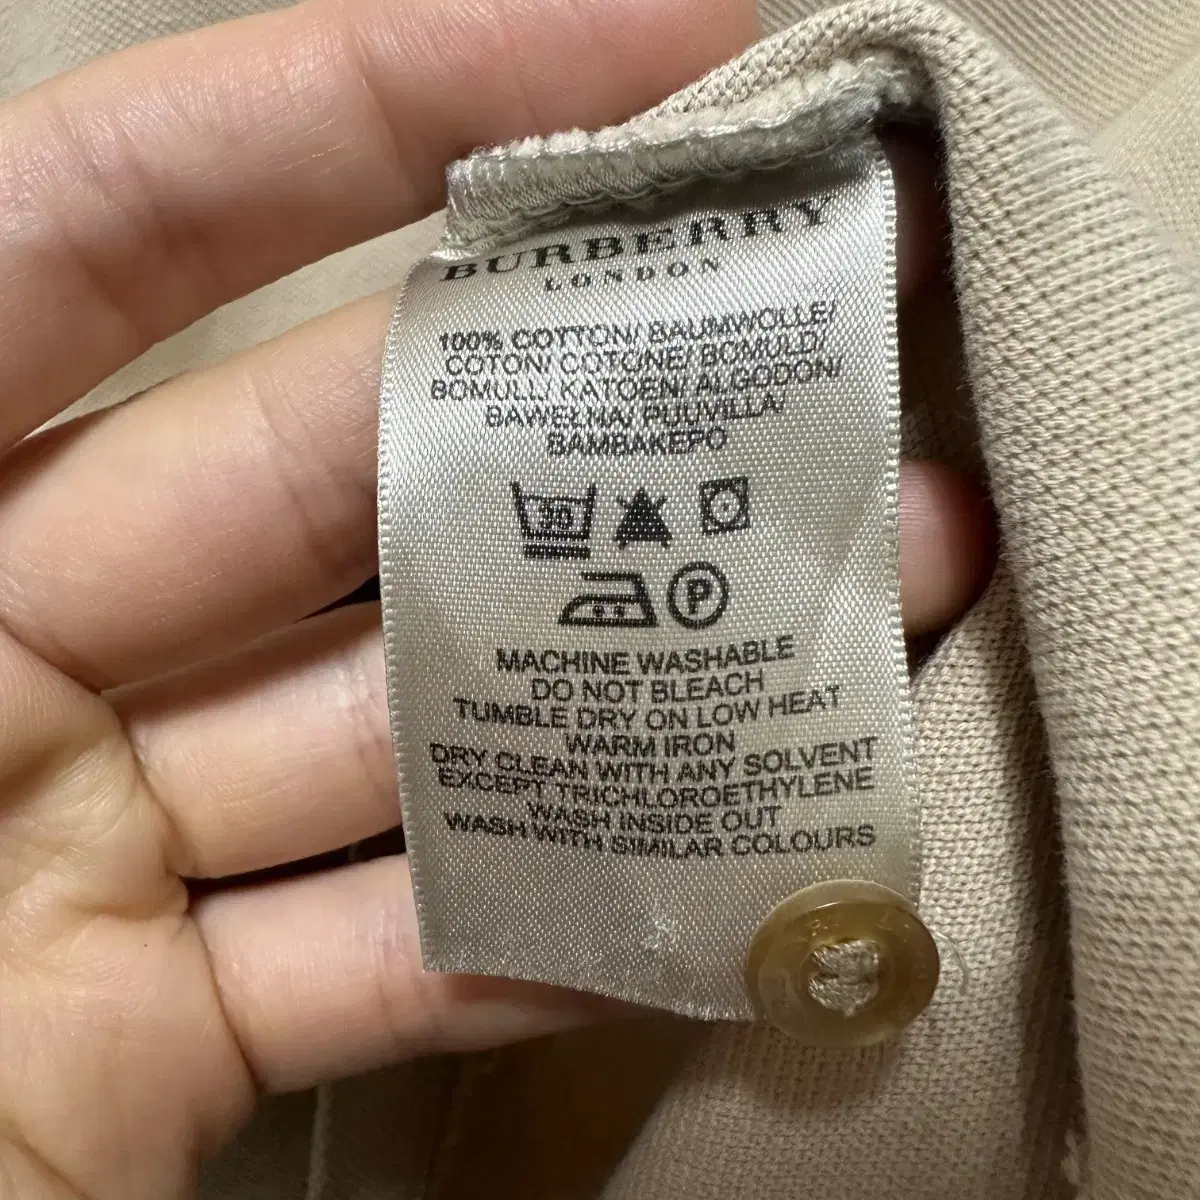 BURBERRY
LONDON
100% COTTON/ BAUMWOLLE/
COTON/ COTONE/ BOMULD/
BOMULL/ KATOEN/ ALGODON/
BAWEŁNA/ PUUVILLA/
BAMBAKEPO
30
P
MACHINE WASHABLE
DO NOT BLEACH
TUMBLE DRY ON LOW HEAT
WARM IRON
DRY CLEAN WITH ANY SOLVENT
EXCEPT TRICHLOROETHYLENE
WASH INSIDE OUT
WASH WITH SIMILAR COLOURS